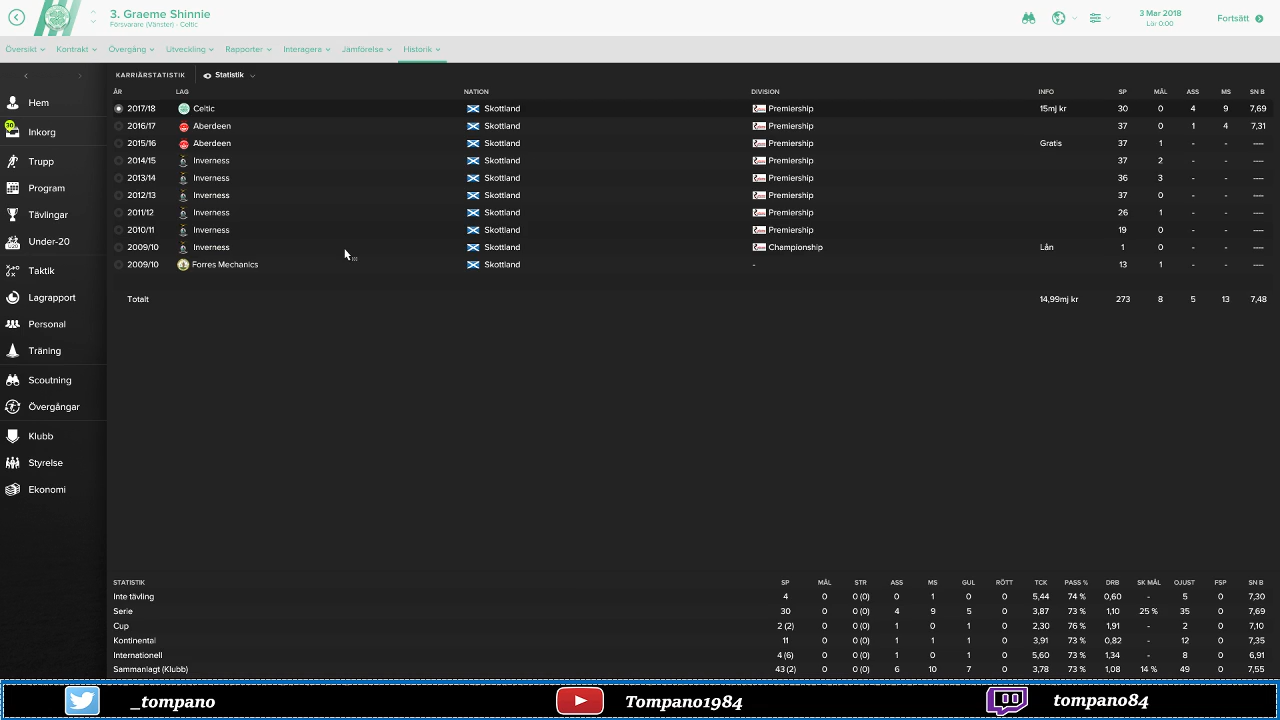 3. Graeme Shinnie
Försvarare (Vänster) - Celtic
3 Mar 2018
Lör 0:00
Fortsätt
Översikt Kontrakt Övergång Utveckling Rapporter Interagera Jämförelse Historik
KARRIÄRSTATISTIK Statistik
ÅR LAG NATION DIVISION INFO SP MÅL ASS MS SN B
2017/18 Celtic Skottland Premiership 15mj kr 30 0 4 9 7,69
2016/17 Aberdeen Skottland Premiership 37 0 1 4 7,31
2015/16 Aberdeen Skottland Premiership Gratis 37 1 - - ----
2014/15 Inverness Skottland Premiership 37 2 - - ----
2013/14 Inverness Skottland Premiership 36 3 - - ----
2012/13 Inverness Skottland Premiership 37 0 - - ----
2011/12 Inverness Skottland Premiership 26 1 - - ----
2010/11 Inverness Skottland Premiership 19 0 - - ----
2009/10 Inverness Skottland Championship Lån 1 0 - - ----
2009/10 Forres Mechanics Skottland - 13 1 - - ----
Totalt 14,99mj kr 273 8 5 13 7,48
Hem
Inkorg
Trupp
Program
Tävlingar
Under-20
Taktik
Lagrapport
Personal
Träning
Scoutning
Övergångar
Klubb
Styrelse
Ekonomi
STATISTIK SP MÅL STR ASS MS GUL RÖTT TCK PASS % DRB SK MÅL OJUST FSP SN B
Inte tävling 4 0 0 (0) 0 1 0 0 5,44 74 % 0,60 - 5 0 7,30
Serie 30 0 0 (0) 4 9 5 0 3,87 73 % 1,10 25 % 35 0 7,69
Cup 2 (2) 0 0 (0) 1 0 1 0 2,30 76 % 1,91 - 2 0 7,10
Kontinental 11 0 0 (0) 1 1 1 0 3,91 73 % 0,82 - 12 0 7,35
Internationell 4 (6) 0 0 (0) 1 0 1 0 5,60 73 % 1,34 - 8 0 6,91
Sammanlagt (Klubb) 43 (2) 0 0 (0) 6 10 7 0 3,78 73 % 1,08 14 % 49 0 7,55
_tompano Tompano1984 tompano84